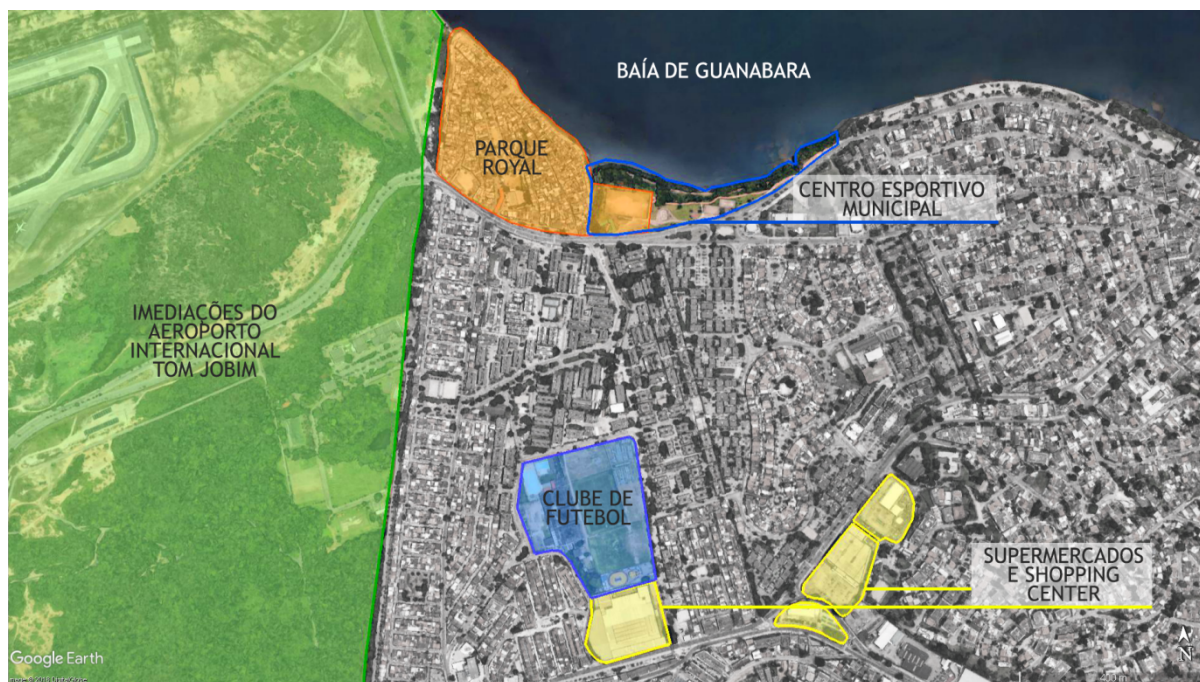 BAÍA DE GUANABARA
PARQUE
ROYAL
CENTRO ESPORTIVO
MUNICIPAL
IMEDIAÇÕES DO
AEROPORTO
INTERNACIONAL
TOM JOBIM
CLUBE DE
FUTEBOL
SUPERMERCADOS
E SHOPPING
CENTER
Google Earth
N